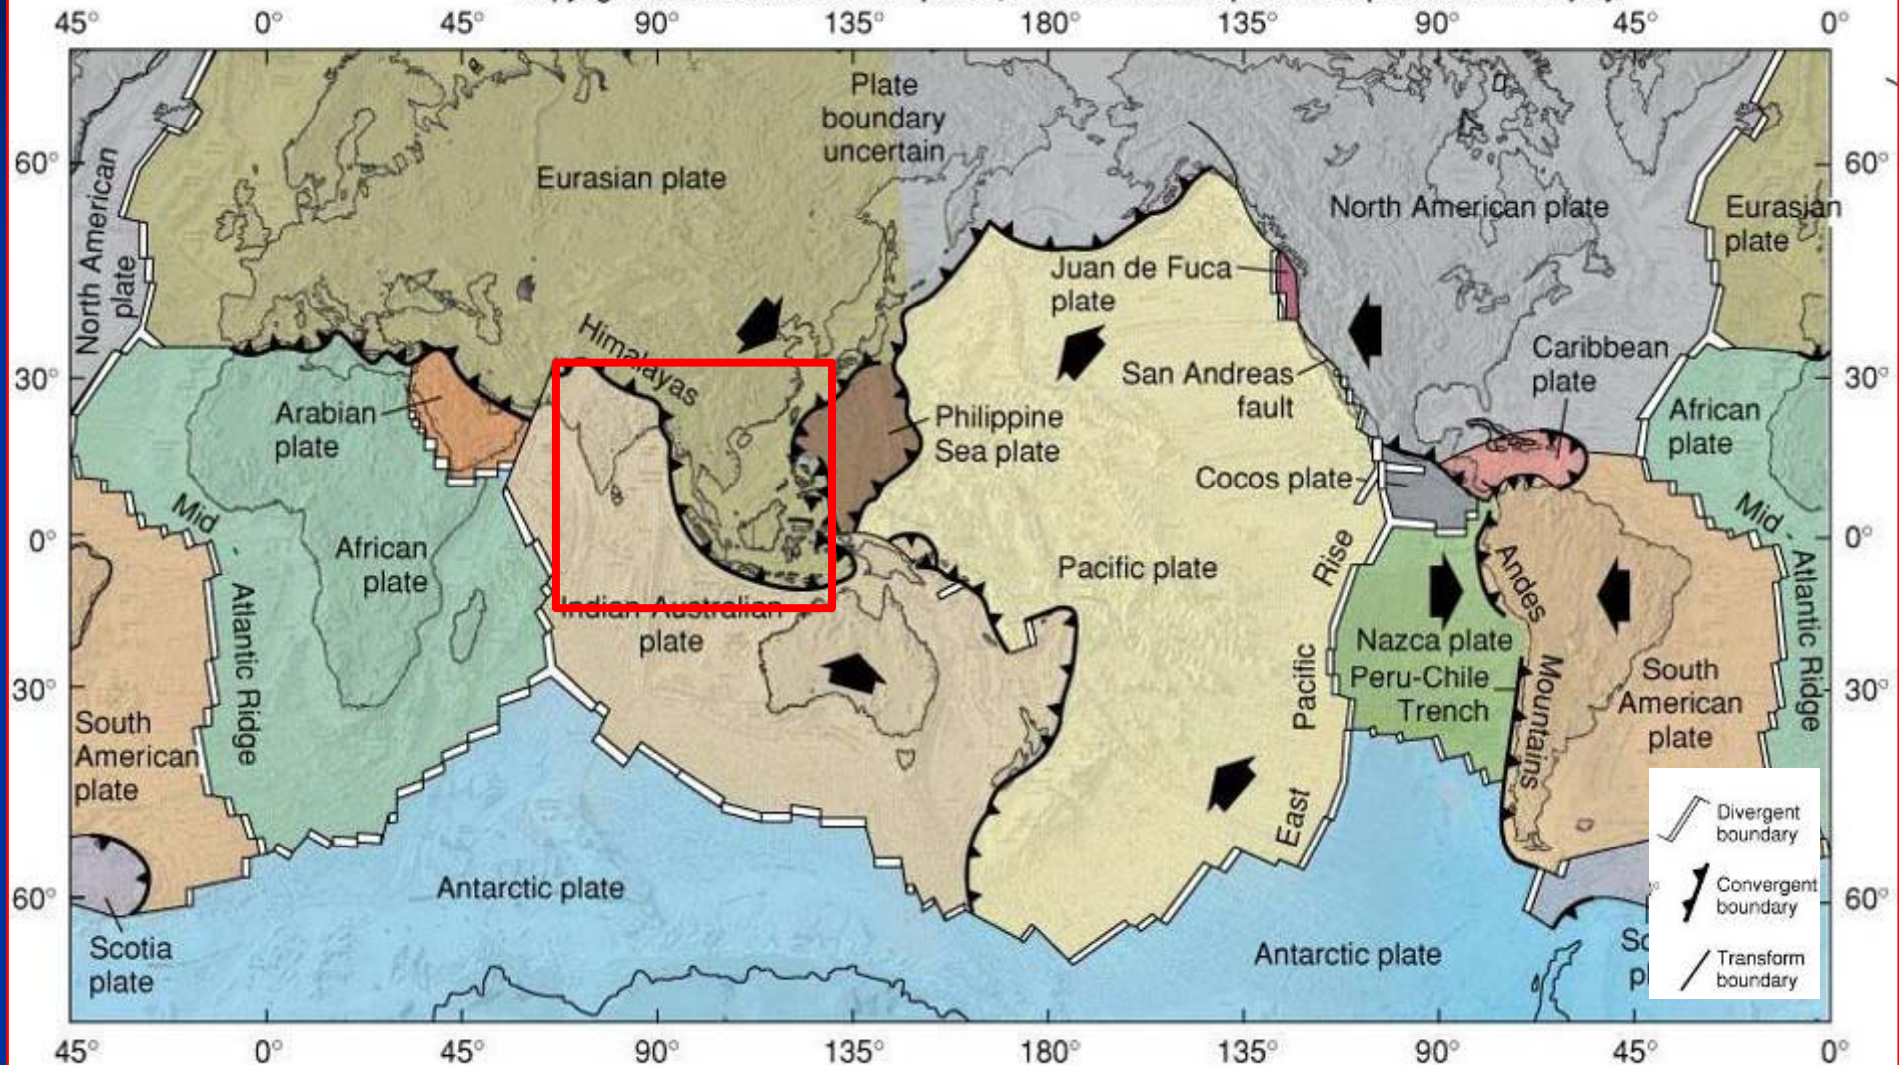 45° 0° 45° 90° 135° 180° 135° 90° 45° 0°
60°
30°
0°
30°
60°
60°
30°
0°
30°
60°
North American
plate
Eurasian plate
Plate
boundary
uncertain
North American plate
Eurasian
plate
Juan de Fuca
plate
Himalayas
San Andreas
fault
Caribbean
plate
Arabian
plate
Philippine
Sea plate
African
plate
Cocos plate
Mid
Atlantic Ridge
African
plate
Pacific plate
East
Pacific
Rise
Andes
Mountains
Mid
Atlantic Ridge
Indian-Australian
plate
Nazca plate
Peru-Chile
Trench
South
American
plate
South
American
plate
Antarctic plate
Antarctic plate
Scotia
plate
Divergent
boundary
Convergent
boundary
Transform
boundary
45° 0° 45° 90° 135° 180° 135° 90° 45° 0°